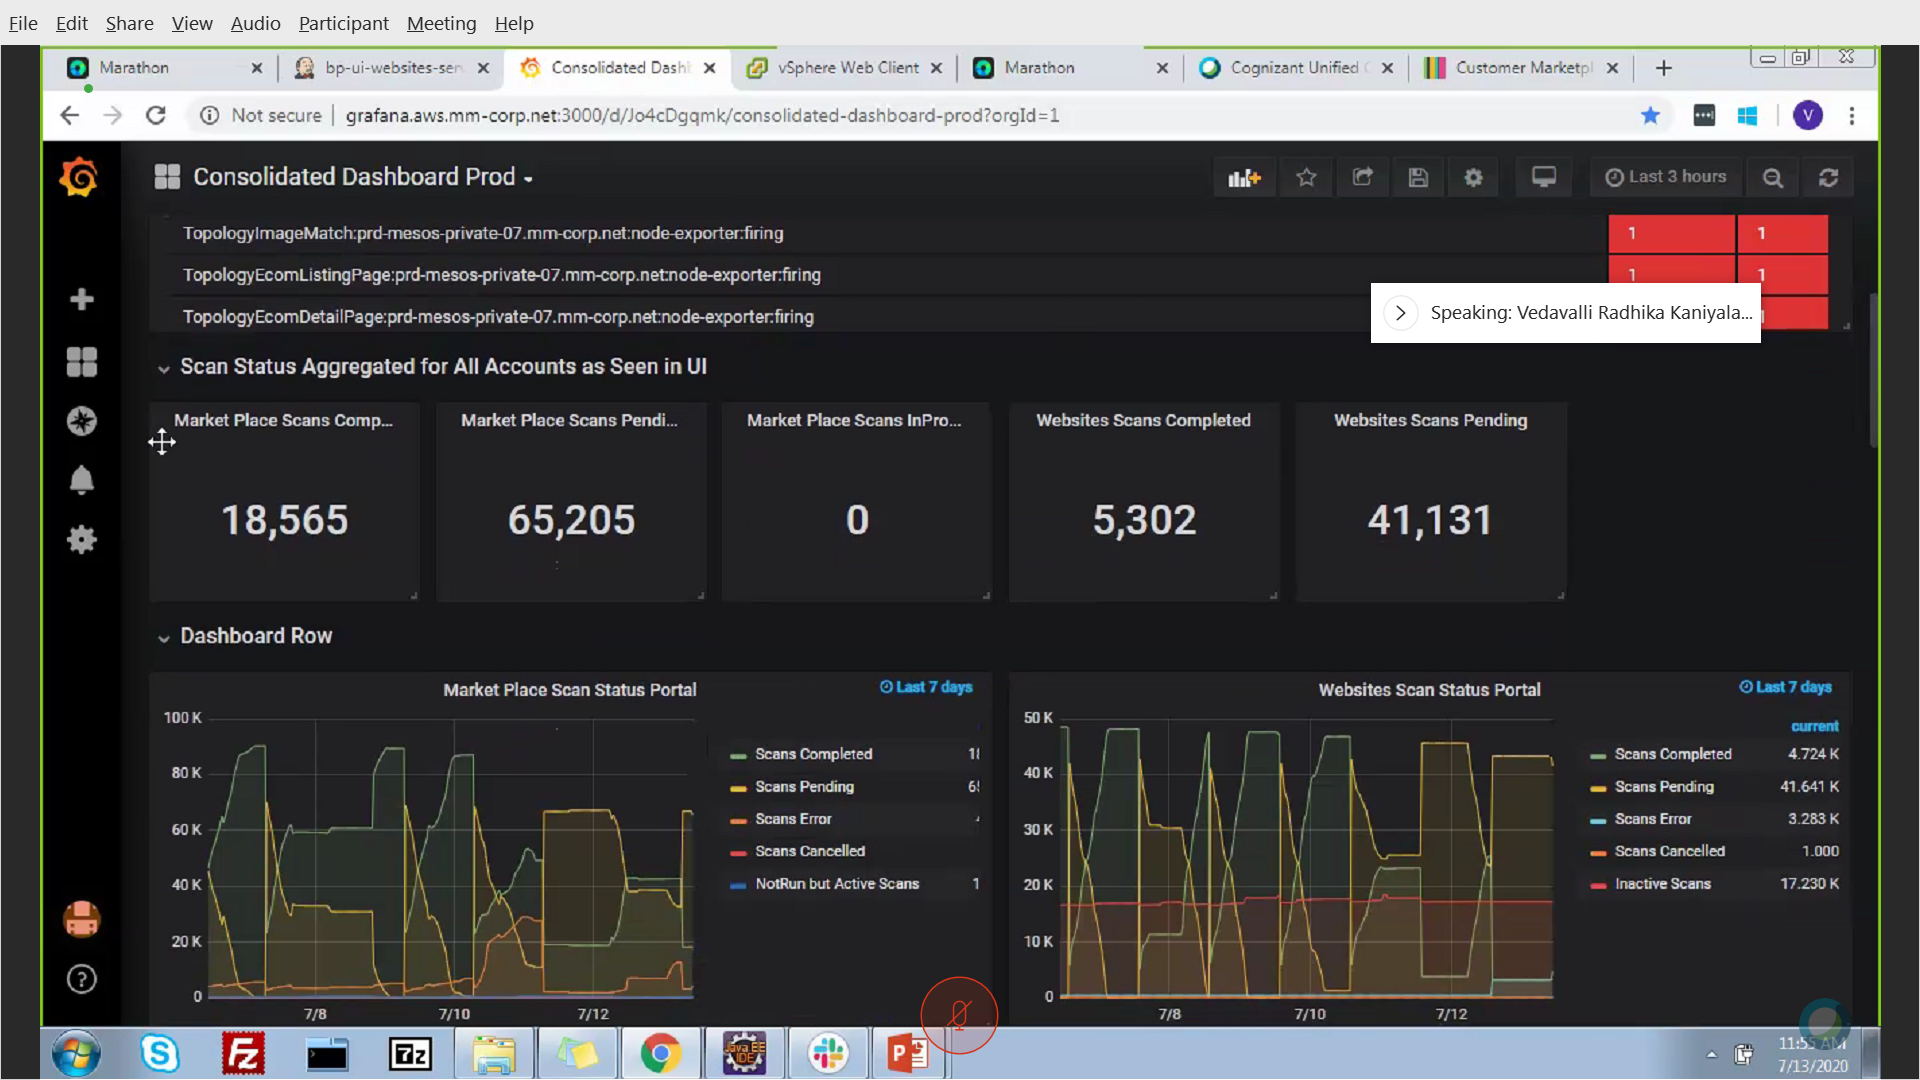 File Edit Share View Audio Participant Meeting Help
Marathon bp-ui-websites-ser Consolidated Dash vSphere Web Client Marathon Cognizant Unified Customer Marketpl
Not secure grafana.aws.mm-corp.net:3000/d/Jo4cDgqmk/consolidated-dashboard-prod?orgId=1 V
Consolidated Dashboard Prod Last 3 hours
TopologyImageMatch:prd-mesos-private-07.mm-corp.net:node-exporter:firing 1 1
TopologyEcomListingPage:prd-mesos-private-07.mm-corp.net:node-exporter:firing 1 1
TopologyEcomDetailPage:prd-mesos-private-07.mm-corp.net:node-exporter:firing
Speaking: Vedavalli Radhika Kaniyala...
Scan Status Aggregated for All Accounts as Seen in UI
Market Place Scans Comp... Market Place Scans Pendi... Market Place Scans InPro... Websites Scans Completed Websites Scans Pending
18,565 65,205 0 5,302 41,131
Dashboard Row
Market Place Scan Status Portal Last 7 days
100 K
80 K
60 K
40 K
20 K
0
7/8 7/10 7/12
Scans Completed 18
Scans Pending 65
Scans Error
Scans Cancelled
NotRun but Active Scans 1
Websites Scan Status Portal Last 7 days
50 K
40 K
30 K
20 K
10 K
0
7/8 7/10 7/12
current
Scans Completed 4.724 K
Scans Pending 41.641 K
Scans Error 3.283 K
Scans Cancelled 1.000
Inactive Scans 17.230 K
Java EE
IDE
11:55 AM
7/13/2020